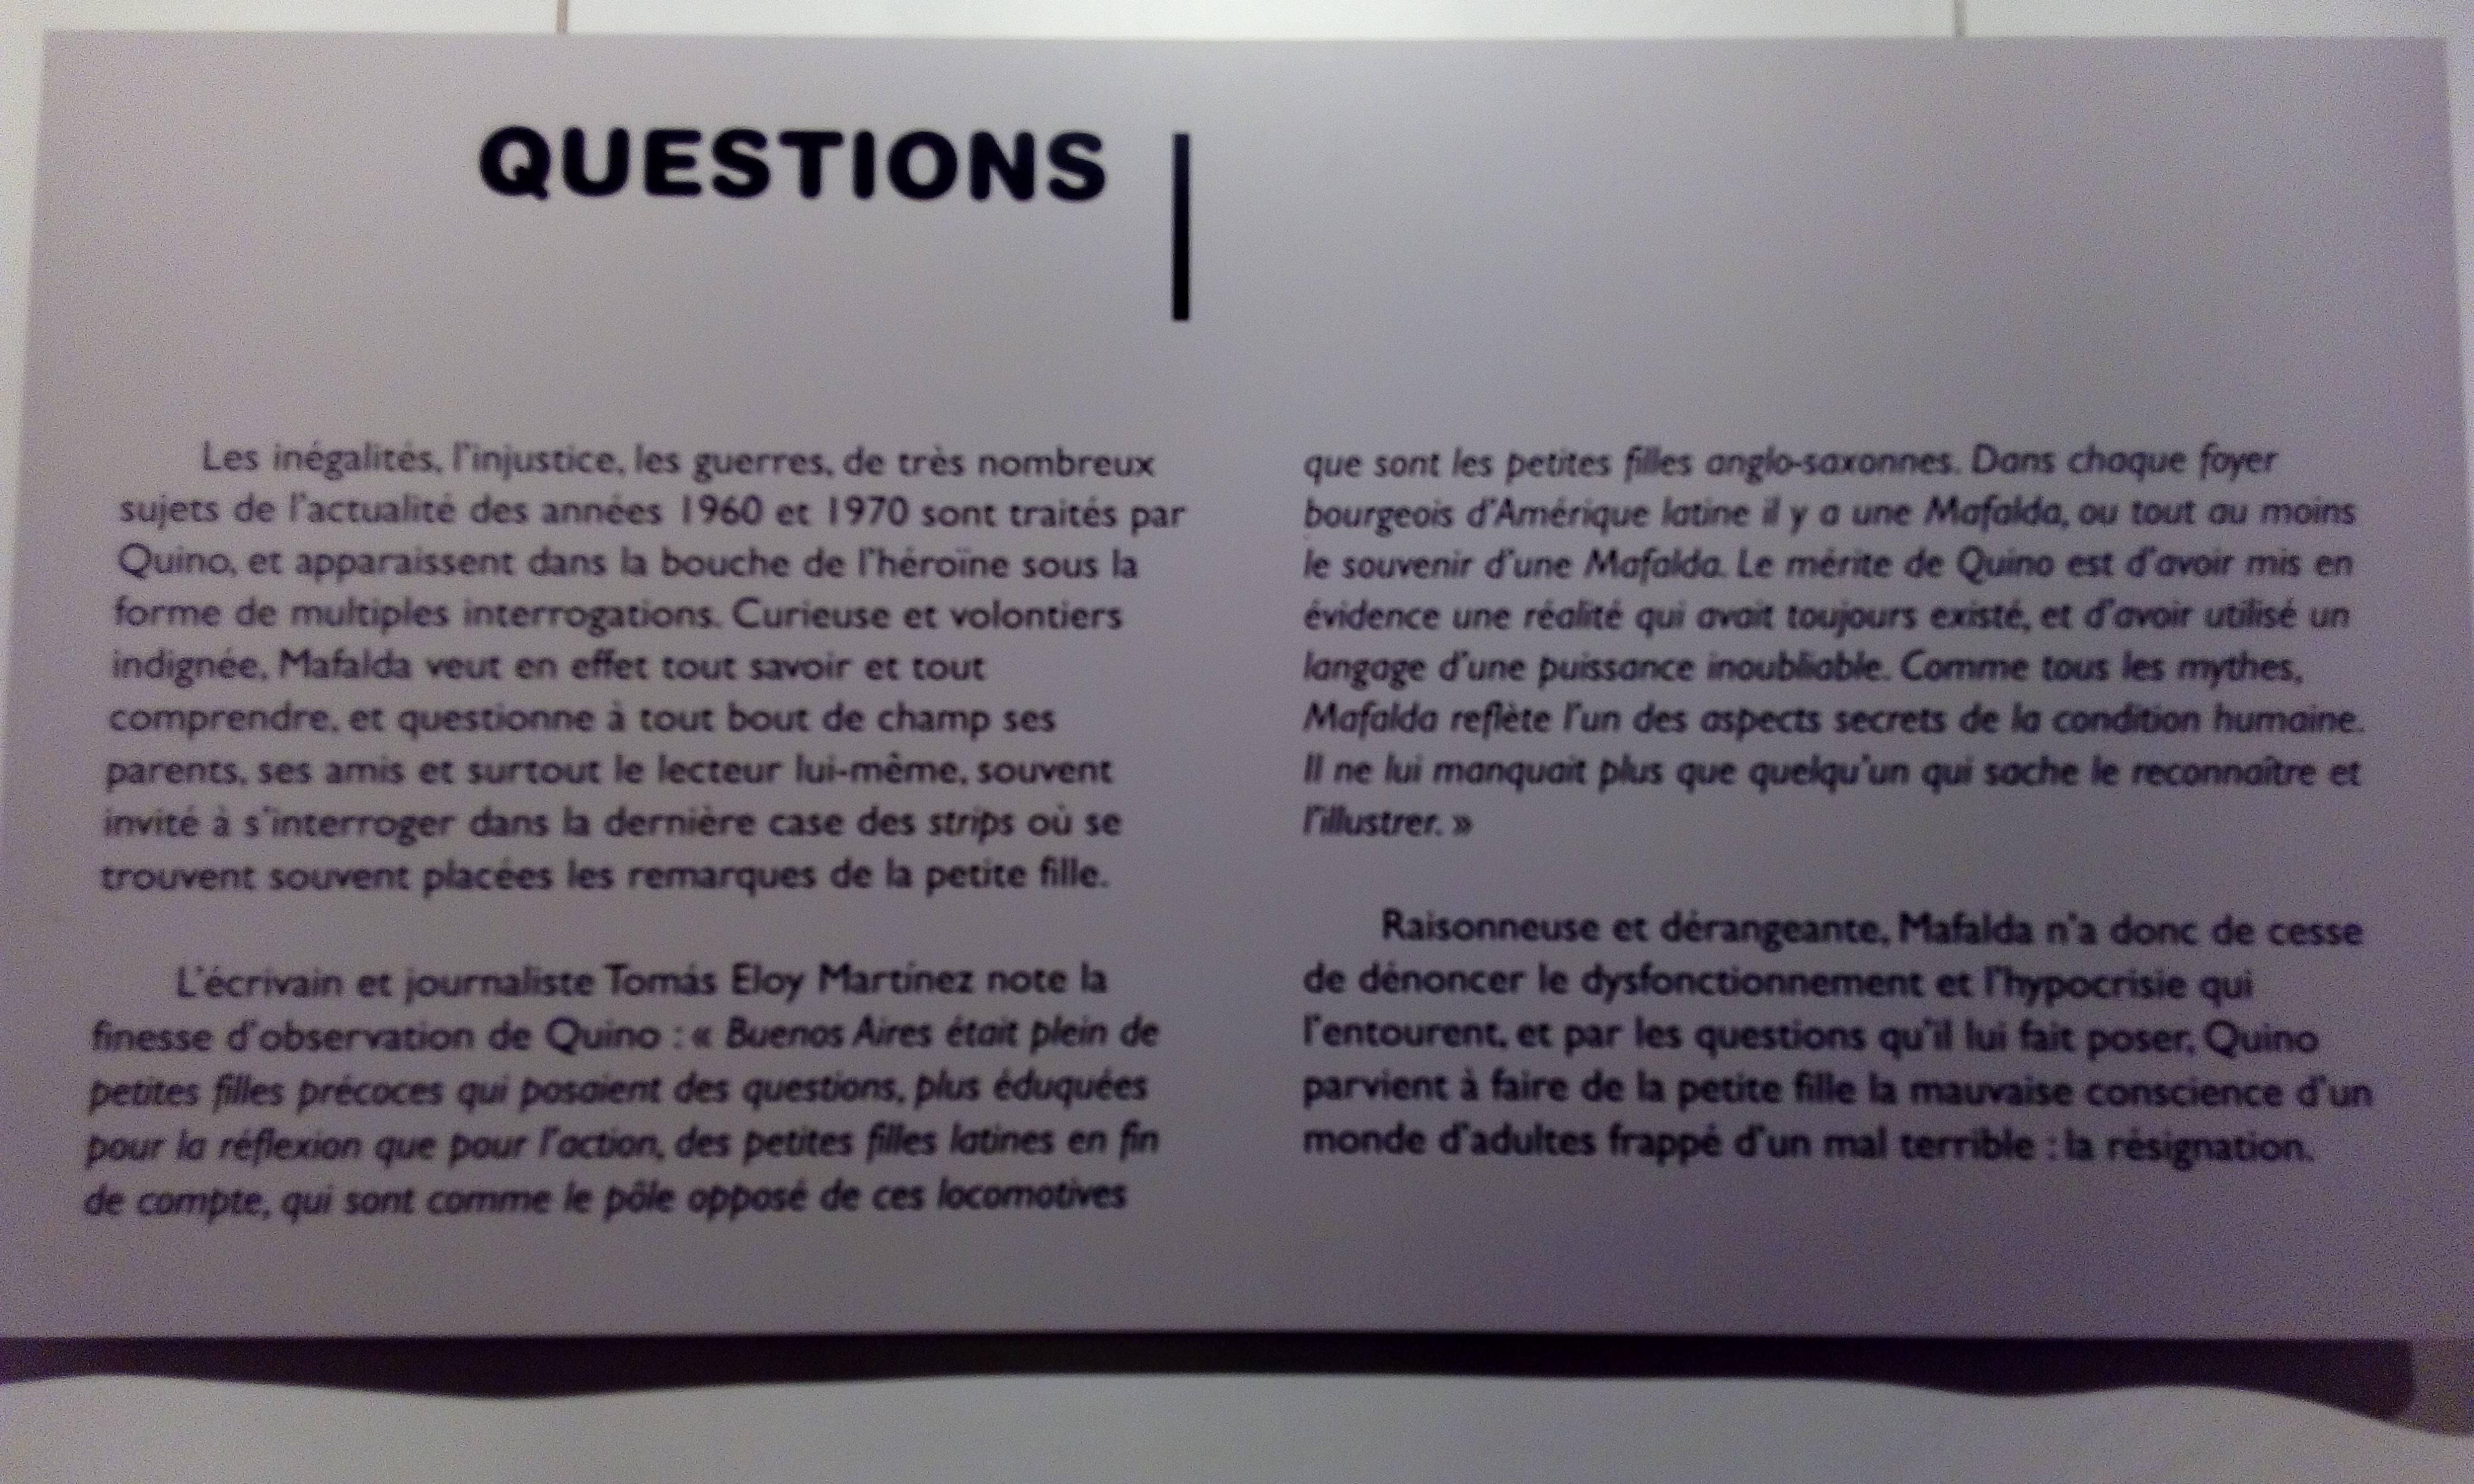 QUESTIONS
Les inégalités, l'injustice, les guerres, de très nombreux
sujets de l'actualité des années 1960 et 1970 sont traités par
Quino, et apparaissent dans la bouche de l'héroïne sous la
forme de multiples interrogations. Curieuse et volontiers
indignée, Mafalda veut en effet tout savoir et tout
comprendre, et questionne à tout bout de champ ses
parents, ses amis et surtout le lecteur lui-même, souvent
invité à s'interroger dans la dernière case des strips où se
trouvent souvent placées les remarques de la petite fille.
L'écrivain et journaliste Tomás Eloy Martínez note la
finesse d'observation de Quino : « Buenos Aires était plein de
petites filles précoces qui posaient des questions, plus éduquées
pour la réflexion que pour l'action, des petites filles latines en fin
de compte, qui sont comme le pôle opposé de ces locomotives
que sont les petites filles anglo-saxonnes. Dans chaque foyer
bourgeois d'Amérique latine il y a une Mafalda, ou tout au moins
le souvenir d'une Mafalda. Le mérite de Quino est d'avoir mis en
évidence une réalité qui avait toujours existé, et d'avoir utilisé un
langage d'une puissance inoubliable. Comme tous les mythes,
Mafalda reflète l'un des aspects secrets de la condition humaine.
Il ne lui manquait plus que quelqu'un qui sache le reconnaître et
l'illustrer. »
Raisonneuse et dérangeante, Mafalda n'a donc de cesse
de dénoncer le dysfonctionnement et l'hypocrisie qui
l'entourent, et par les questions qu'il lui fait poser, Quino
parvient à faire de la petite fille la mauvaise conscience d'un
monde d'adultes frappé d'un mal terrible : la résignation.